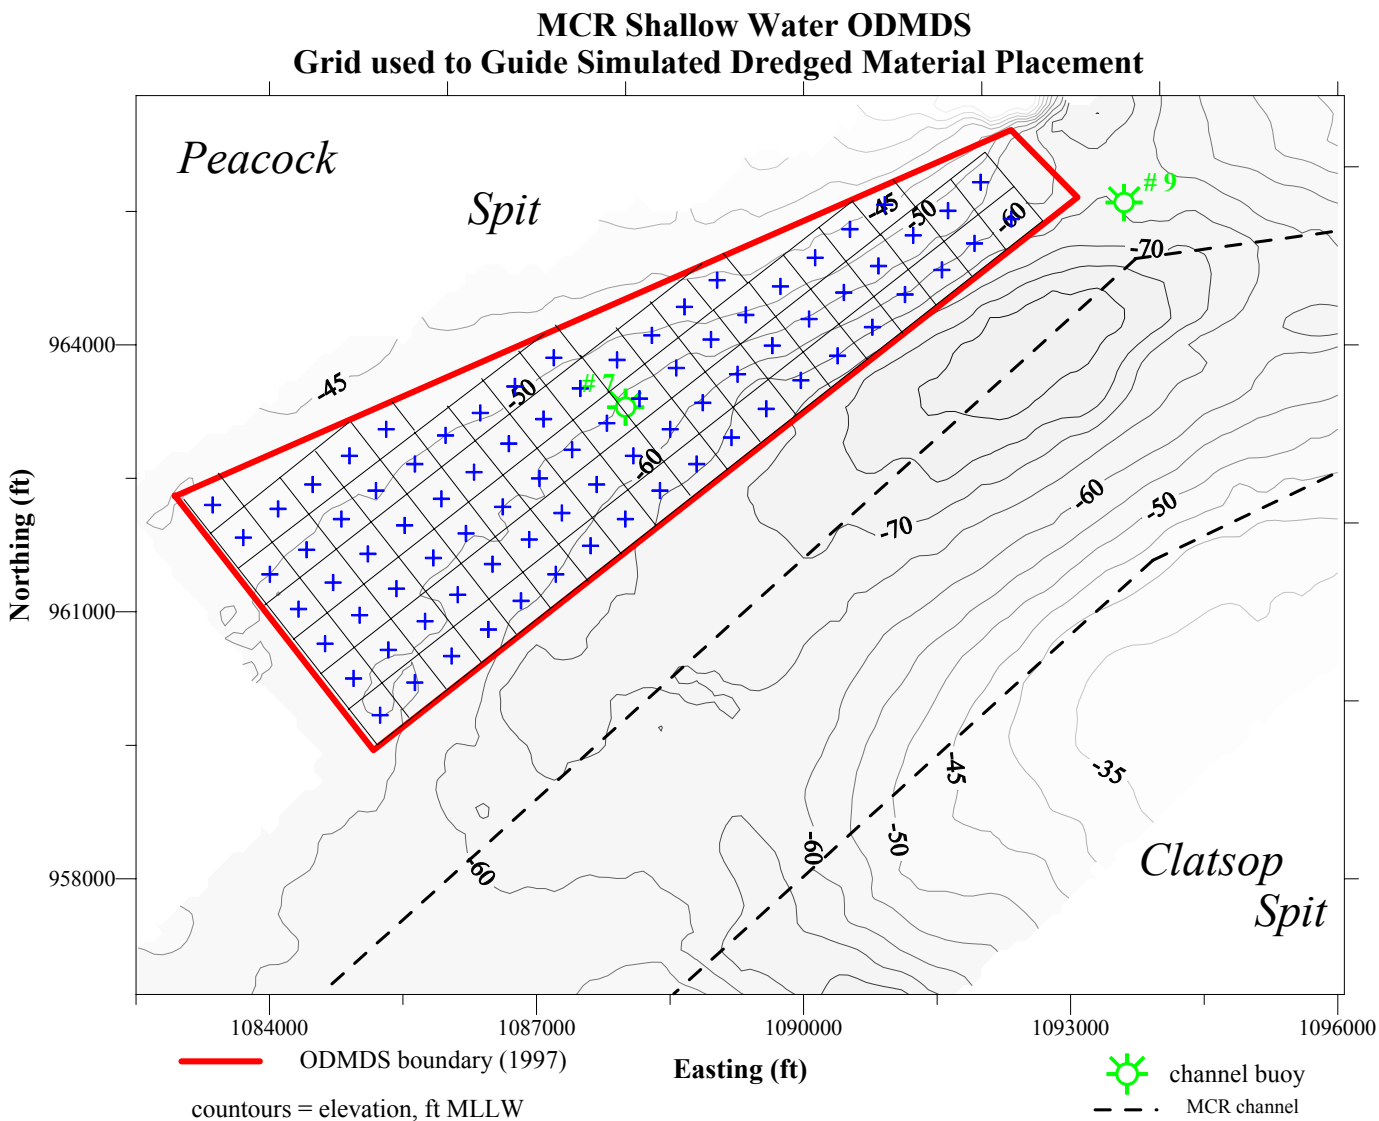 MCR Shallow Water ODMDS
Grid used to Guide Simulated Dredged Material Placement
Peacock
Spit
# 9
-45
-50
-60
-70
964000
-45
# 7
-50
-60
-60
-50
-70
Northing (ft)
961000
-45
-35
-60
-50
-60
Clatsop
Spit
958000
1084000
1087000
1090000
1093000
1096000
Easting (ft)
ODMDS boundary (1997)
channel buoy
countours = elevation, ft MLLW
MCR channel